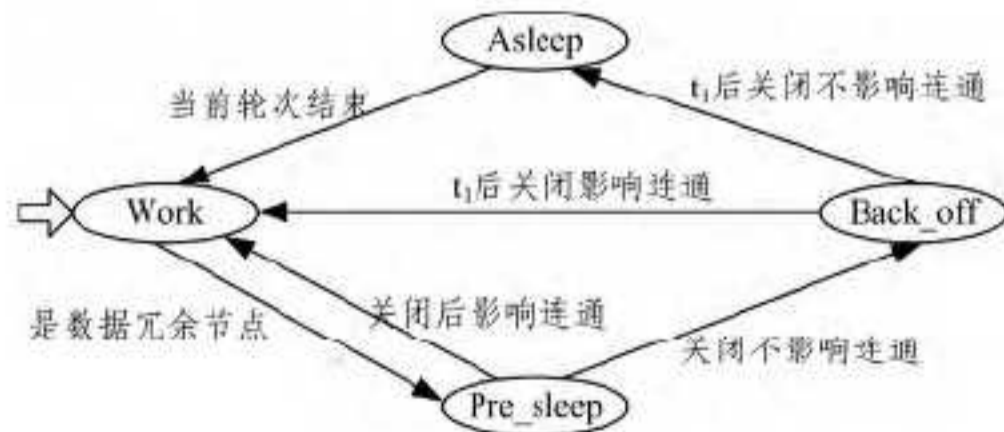 Asleep
当前轮次结束
t₁后关闭不影响连通
t₁后关闭影响连通
Work
Back_off
是数据冗余节点
关闭后影响连通
关闭不影响连通
Pre_sleep